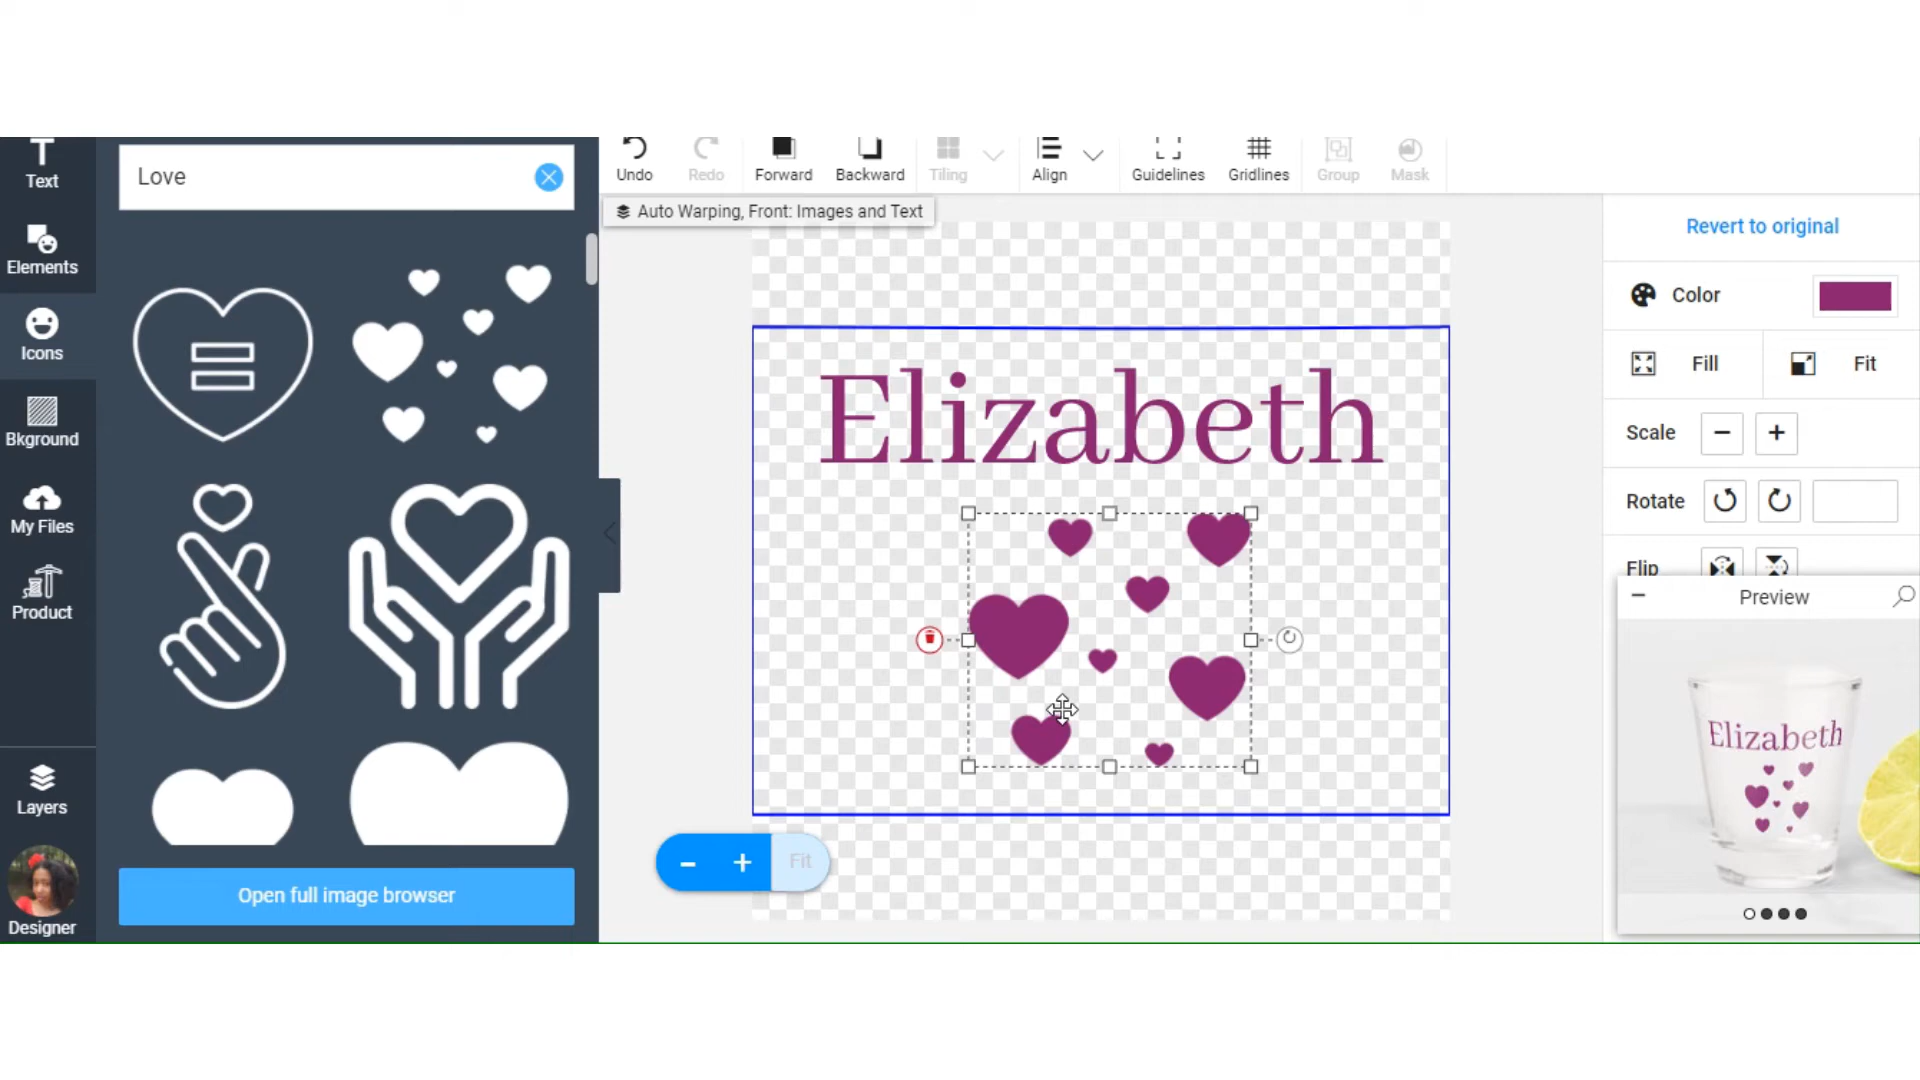 Text
Elements
Icons
Bkground
My Files
Product
Layers
Designer
Love
Open full image browser
Undo
Redo
Forward
Backward
Tiling
Align
Guidelines
Gridlines
Group
Mask
Auto Warping, Front: Images and Text
Elizabeth
- + Fit
Revert to original
Color
Fill
Fit
Scale
Rotate
Flip
Preview
Elizabeth